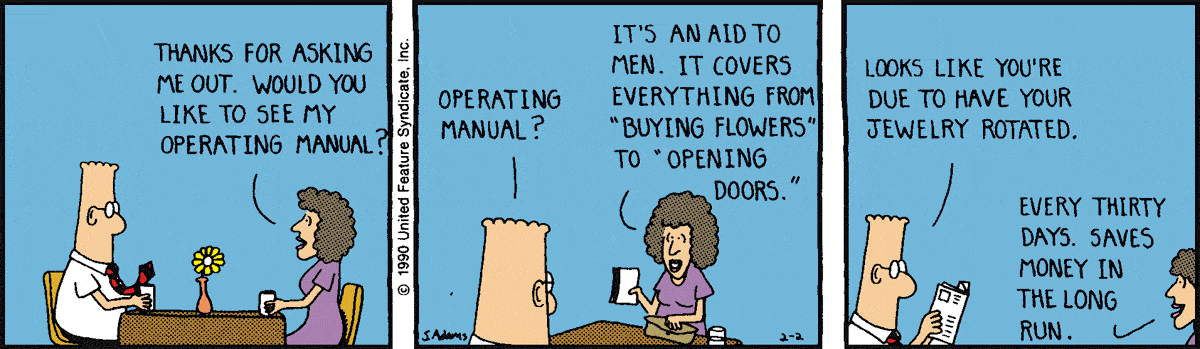 THANKS FOR ASKING
ME OUT. WOULD YOU
LIKE TO SEE MY
OPERATING MANUAL?
© 1990 United Feature Syndicate, Inc.
OPERATING
MANUAL?
IT'S AN AID TO
MEN. IT COVERS
EVERYTHING FROM
"BUYING FLOWERS"
TO "OPENING
DOORS."
S.Adams
2-2
LOOKS LIKE YOU'RE
DUE TO HAVE YOUR
JEWELRY ROTATED.
EVERY THIRTY
DAYS. SAVES
MONEY IN
THE LONG
RUN.